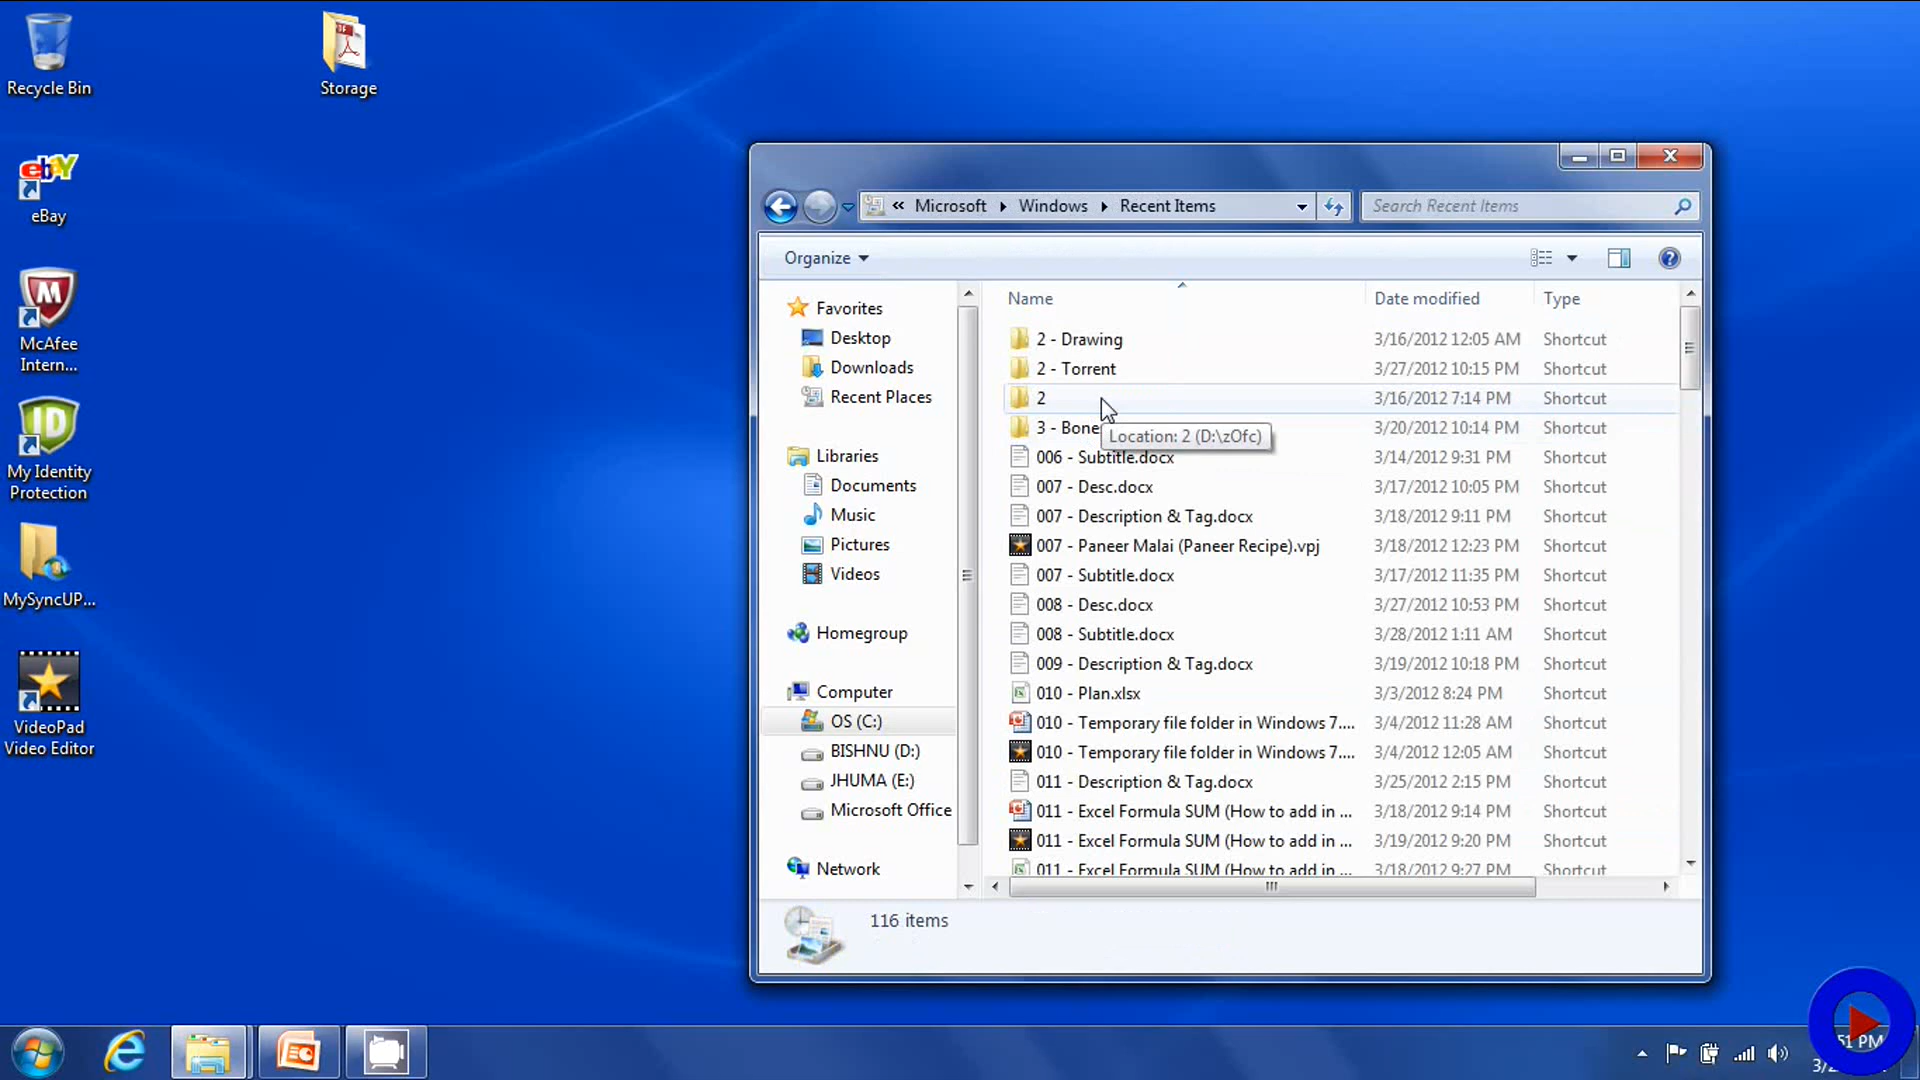 Recycle Bin
Storage
ebay
eBay
McAfee
Intern...
ID
My Identity
Protection
MySyncUP...
VideoPad
Video Editor
« Microsoft Windows Recent Items
Search Recent Items
Organize
Favorites
Desktop
Downloads
Recent Places
Libraries
Documents
Music
Pictures
Videos
Homegroup
Computer
OS (C:)
BISHNU (D:)
JHUMA (E:)
Microsoft Office
Network
Name Date modified Type
2 - Drawing 3/16/2012 12:05 AM Shortcut
2 - Torrent 3/27/2012 10:15 PM Shortcut
2 3/16/2012 7:14 PM Shortcut
3 - Bone 3/20/2012 10:14 PM Shortcut
Location: 2 (D:\zOfc)
006 - Subtitle.docx 3/14/2012 9:31 PM Shortcut
007 - Desc.docx 3/17/2012 10:05 PM Shortcut
007 - Description & Tag.docx 3/18/2012 9:11 PM Shortcut
007 - Paneer Malai (Paneer Recipe).vpj 3/18/2012 12:23 PM Shortcut
007 - Subtitle.docx 3/17/2012 11:35 PM Shortcut
008 - Desc.docx 3/27/2012 10:53 PM Shortcut
008 - Subtitle.docx 3/28/2012 1:11 AM Shortcut
009 - Description & Tag.docx 3/19/2012 10:18 PM Shortcut
010 - Plan.xlsx 3/3/2012 8:24 PM Shortcut
010 - Temporary file folder in Windows 7.... 3/4/2012 11:28 AM Shortcut
010 - Temporary file folder in Windows 7.... 3/4/2012 12:05 AM Shortcut
011 - Description & Tag.docx 3/25/2012 2:15 PM Shortcut
011 - Excel Formula SUM (How to add in ... 3/18/2012 9:14 PM Shortcut
011 - Excel Formula SUM (How to add in ... 3/19/2012 9:20 PM Shortcut
011 - Excel Formula SUM (How to add in ... 3/18/2012 9:27 PM Shortcut
116 items
51 PM